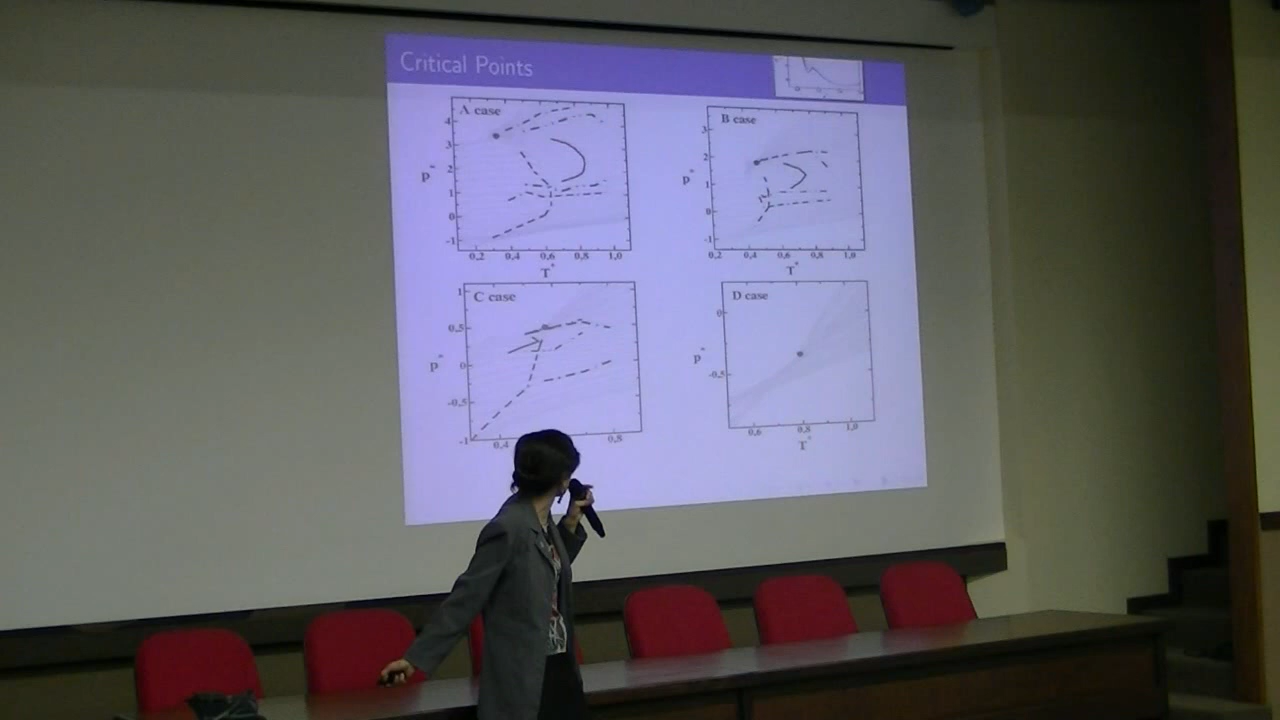 Critical Points
A case
4
3
p*
2
1
0
-1
0,2 0,4 0,6 0,8 1,0
T*
B case
3
2
p*
1
0
-1
0,2 0,4 0,6 0,8 1,0
T*
C case
1
0,5
p*
0
-0,5
-1
0,4 0,8
D case
0
p*
-0,5
0,6 0,8 1,0
T*